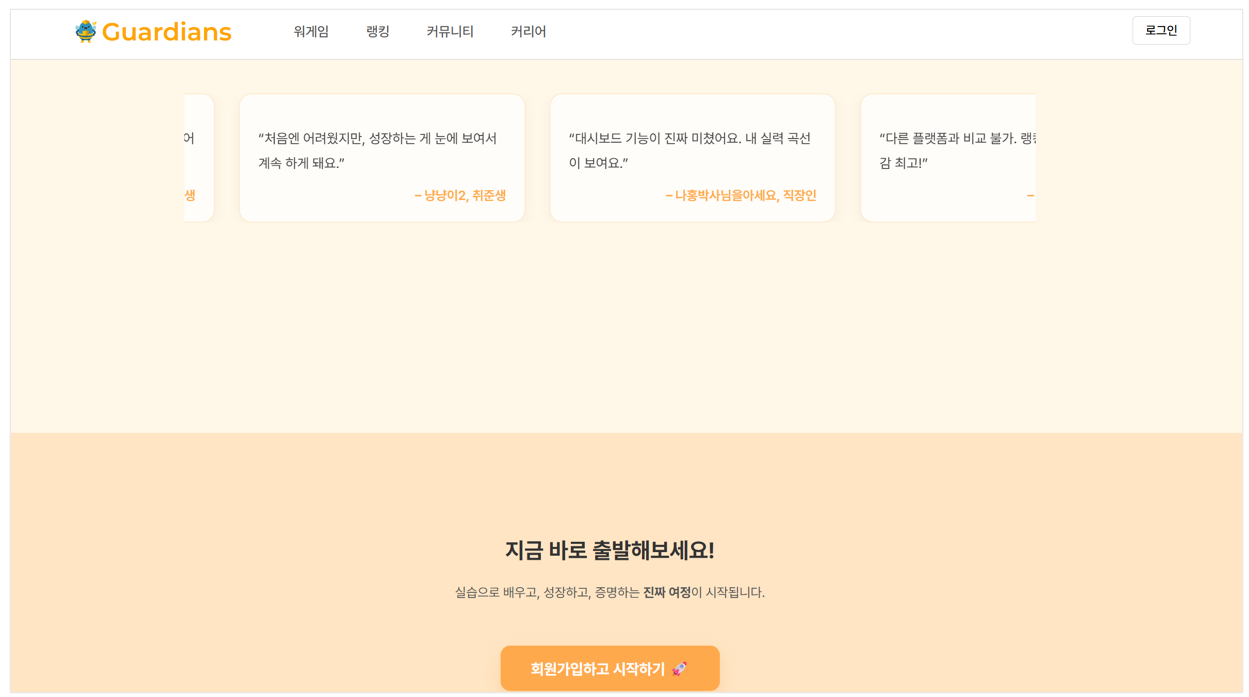 Guardians
워게임 랭킹 커뮤니티 커리어
로그인
어
생
“처음엔 어려웠지만, 성장하는 게 눈에 보여서
계속 하게 돼요.”
– 냥냥이2, 취준생
“대시보드 기능이 진짜 미쳤어요. 내 실력 곡선
이 보여요.”
– 나홍박사님을아세요, 직장인
“다른 플랫폼과 비교 불가. 랭
감 최고!”
–
지금 바로 출발해보세요!
실습으로 배우고, 성장하고, 증명하는 진짜 여정이 시작됩니다.
회원가입하고 시작하기 🚀